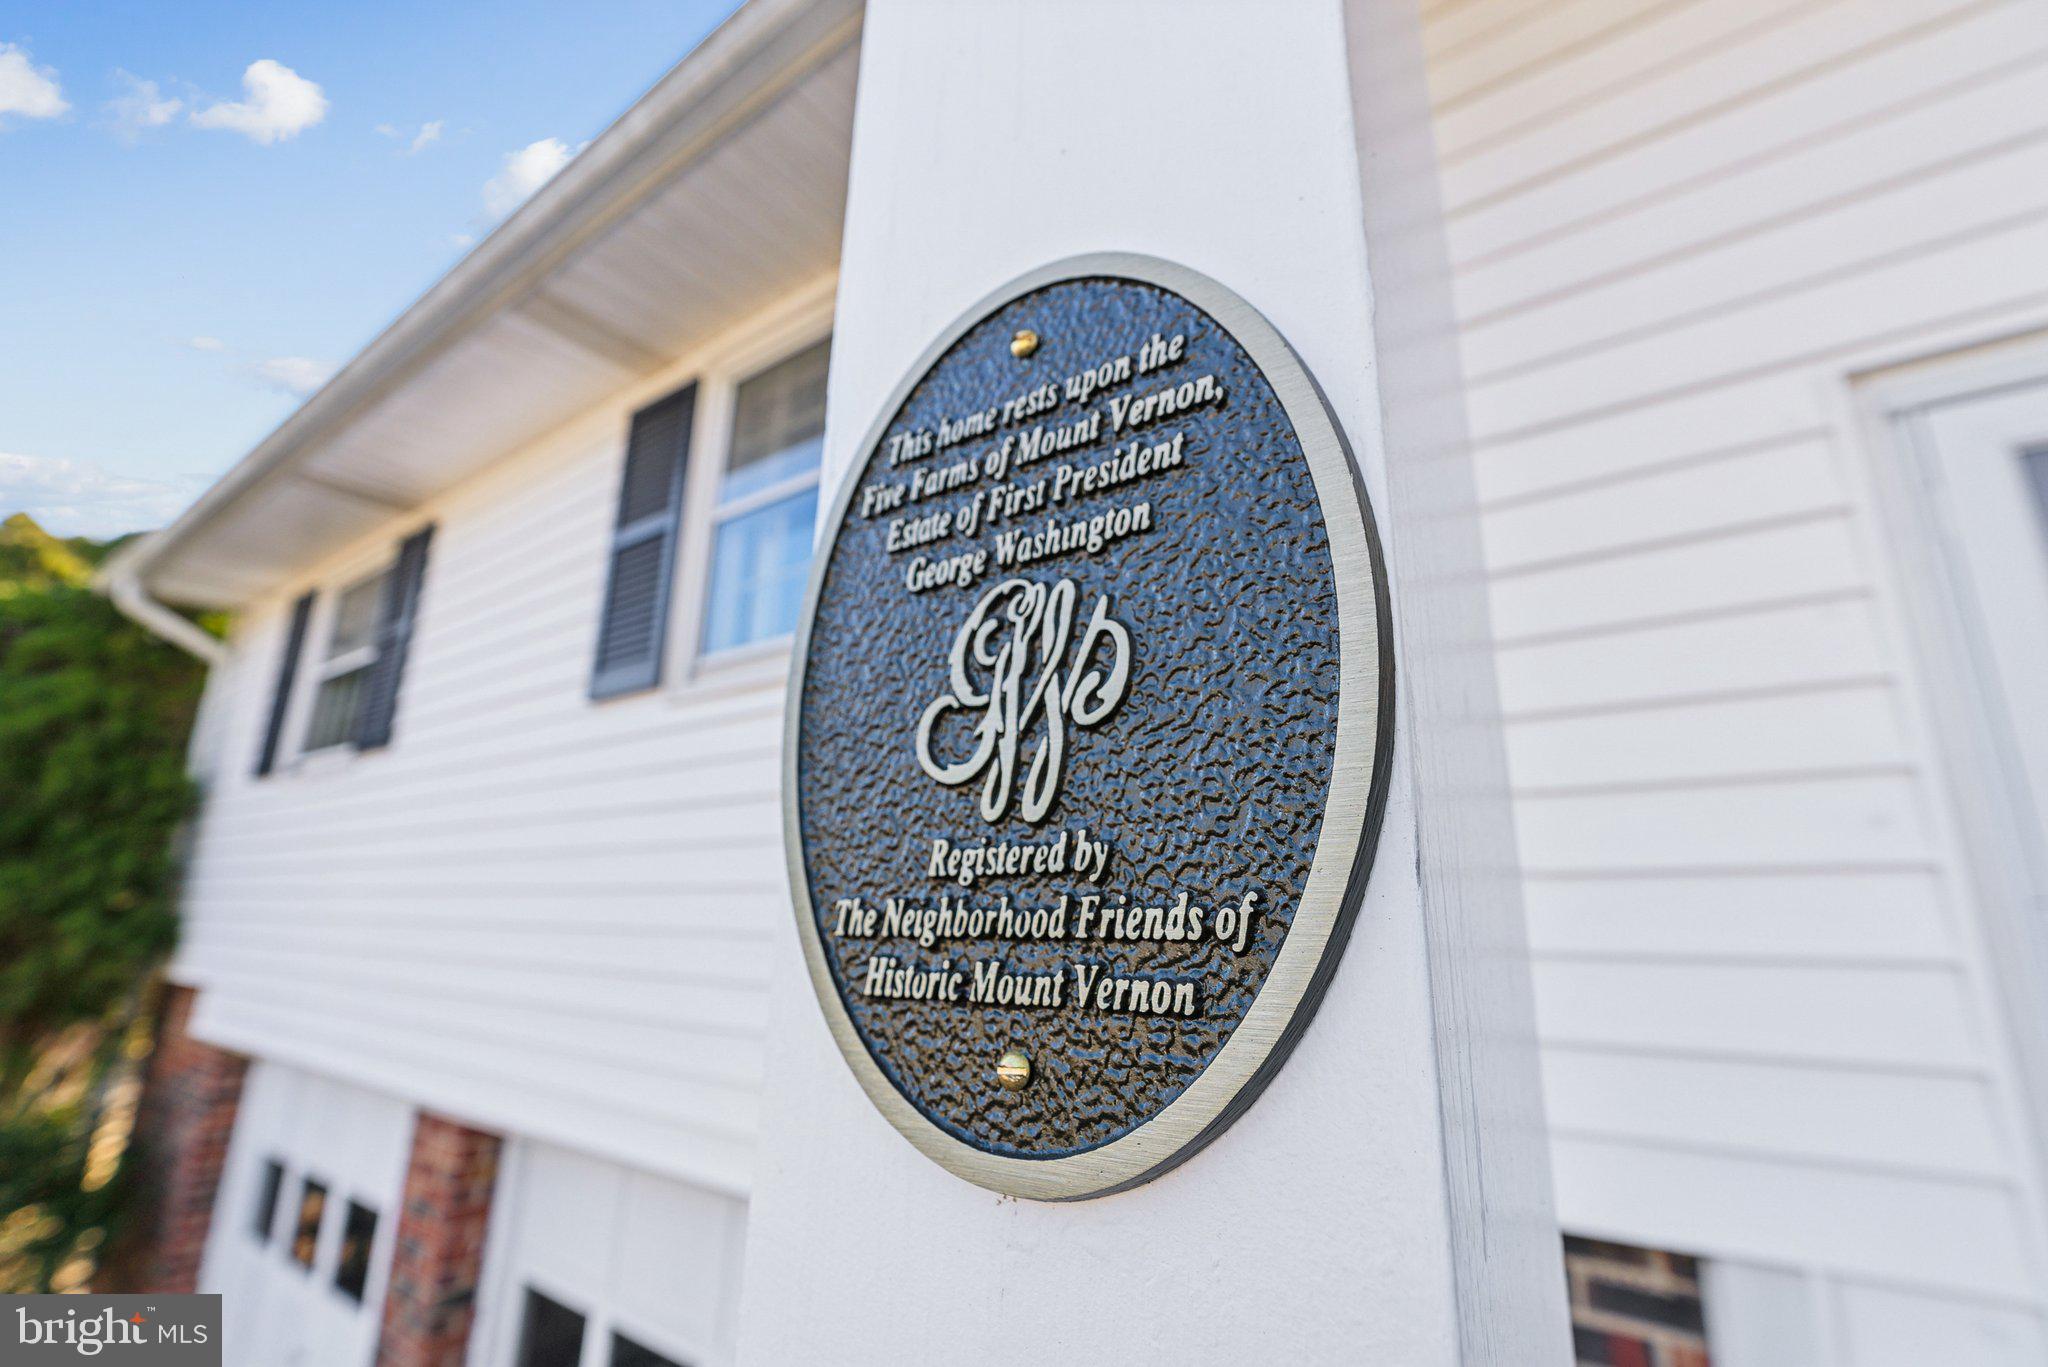 This home rests upon the
Five Farms of Mount Vernon,
Estate of First President
George Washington
GW
Registered by
The Neighborhood Friends of
Historic Mount Vernon
bright™ MLS